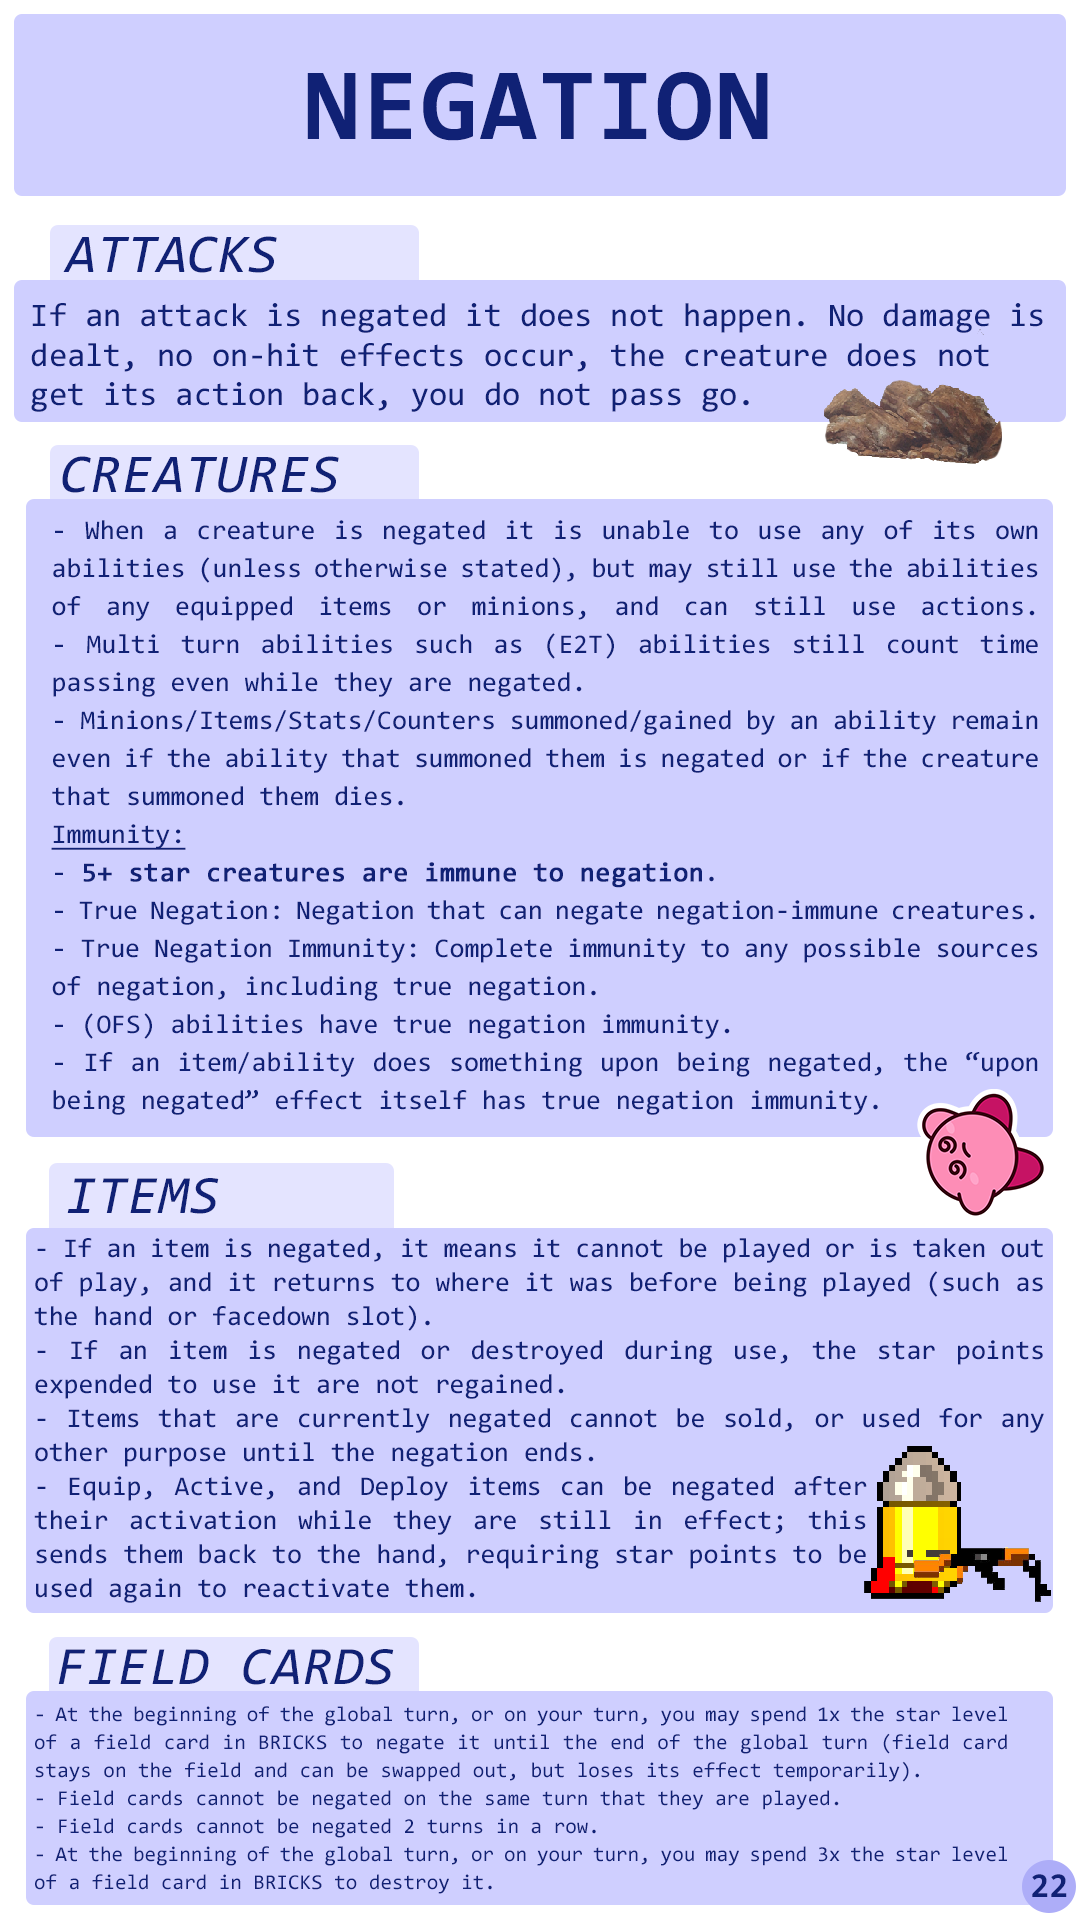 NEGATION
ATTACKS
If an attack is negated it does not happen. No damage is
dealt, no on-hit effects occur, the creature does not
get its action back, you do not pass go.
CREATURES
- When a creature is negated it is unable to use any of its own
abilities (unless otherwise stated), but may still use the abilities
of any equipped items or minions, and can still use actions.
- Multi turn abilities such as (E2T) abilities still count time
passing even while they are negated.
- Minions/Items/Stats/Counters summoned/gained by an ability remain
even if the ability that summoned them is negated or if the creature
that summoned them dies.
Immunity:
- 5+ star creatures are immune to negation.
- True Negation: Negation that can negate negation-immune creatures.
- True Negation Immunity: Complete immunity to any possible sources
of negation, including true negation.
- (OFS) abilities have true negation immunity.
- If an item/ability does something upon being negated, the “upon
being negated” effect itself has true negation immunity.
ITEMS
- If an item is negated, it means it cannot be played or is taken out
of play, and it returns to where it was before being played (such as
the hand or facedown slot).
- If an item is negated or destroyed during use, the star points
expended to use it are not regained.
- Items that are currently negated cannot be sold, or used for any
other purpose until the negation ends.
- Equip, Active, and Deploy items can be negated after
their activation while they are still in effect; this
sends them back to the hand, requiring star points to be
used again to reactivate them.
FIELD CARDS
- At the beginning of the global turn, or on your turn, you may spend 1x the star level
of a field card in BRICKS to negate it until the end of the global turn (field card
stays on the field and can be swapped out, but loses its effect temporarily).
- Field cards cannot be negated on the same turn that they are played.
- Field cards cannot be negated 2 turns in a row.
- At the beginning of the global turn, or on your turn, you may spend 3x the star level
of a field card in BRICKS to destroy it.
22